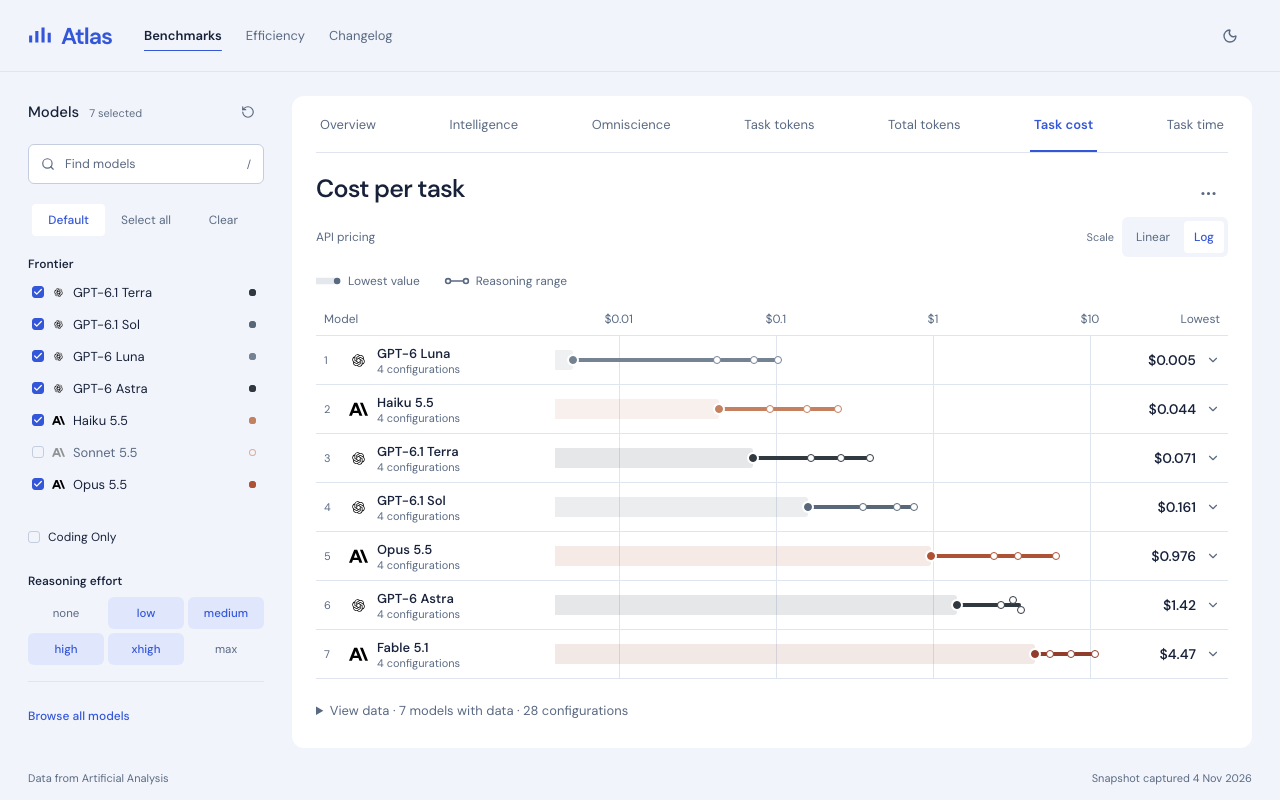 Atlas
Benchmarks
Efficiency
Changelog
Models 7 selected
Find models /
Default
Select all
Clear
Frontier
GPT-6.1 Terra
GPT-6.1 Sol
GPT-6 Luna
GPT-6 Astra
Haiku 5.5
Sonnet 5.5
Opus 5.5
Coding Only
Reasoning effort
none
low
medium
high
xhigh
max
Browse all models
Overview
Intelligence
Omniscience
Task tokens
Total tokens
Task cost
Task time
Cost per task
API pricing
Scale
Linear
Log
Lowest value
Reasoning range
Model $0.01 $0.1 $1 $10 Lowest
1 GPT-6 Luna $0.005
4 configurations
2 Haiku 5.5 $0.044
4 configurations
3 GPT-6.1 Terra $0.071
4 configurations
4 GPT-6.1 Sol $0.161
4 configurations
5 Opus 5.5 $0.976
4 configurations
6 GPT-6 Astra $1.42
4 configurations
7 Fable 5.1 $4.47
4 configurations
View data · 7 models with data · 28 configurations
Data from Artificial Analysis
Snapshot captured 4 Nov 2026